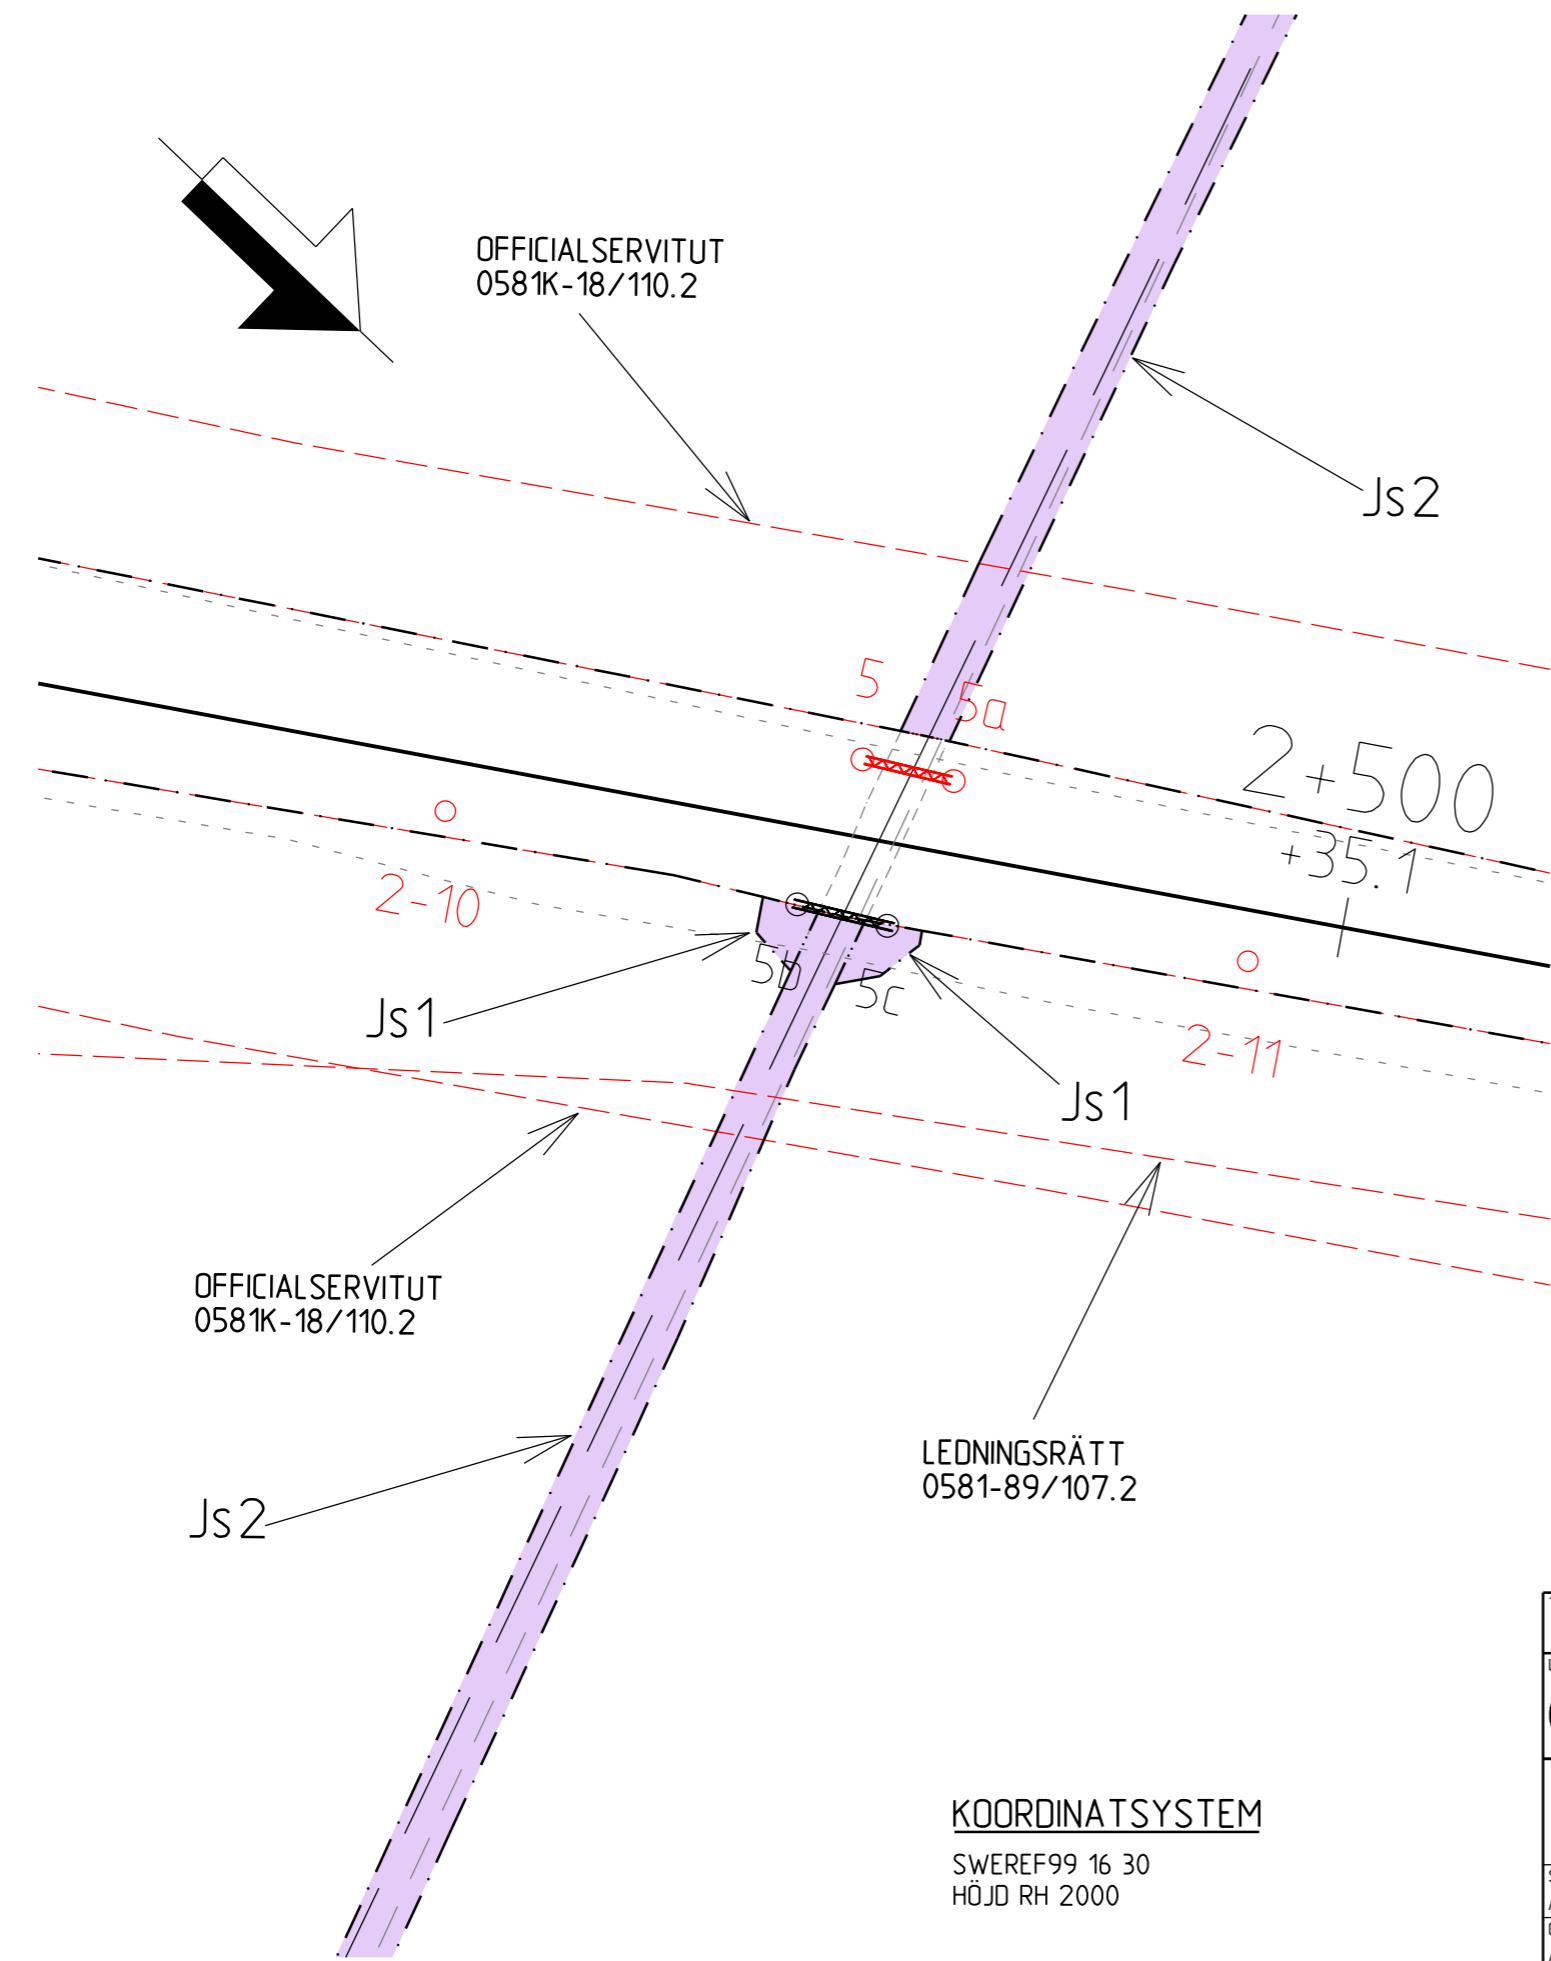 OFFICIALSERVITUT
0581K-18/110.2
Js2
5
5a
2+500
+35.1
2-10
5b
5c
Js1
2-11
Js1
OFFICIALSERVITUT
0581K-18/110.2
LEDNINGSRÄTT
0581-89/107.2
Js2
KOORDINATSYSTEM
SWEREF99 16 30
HÖJD RH 2000